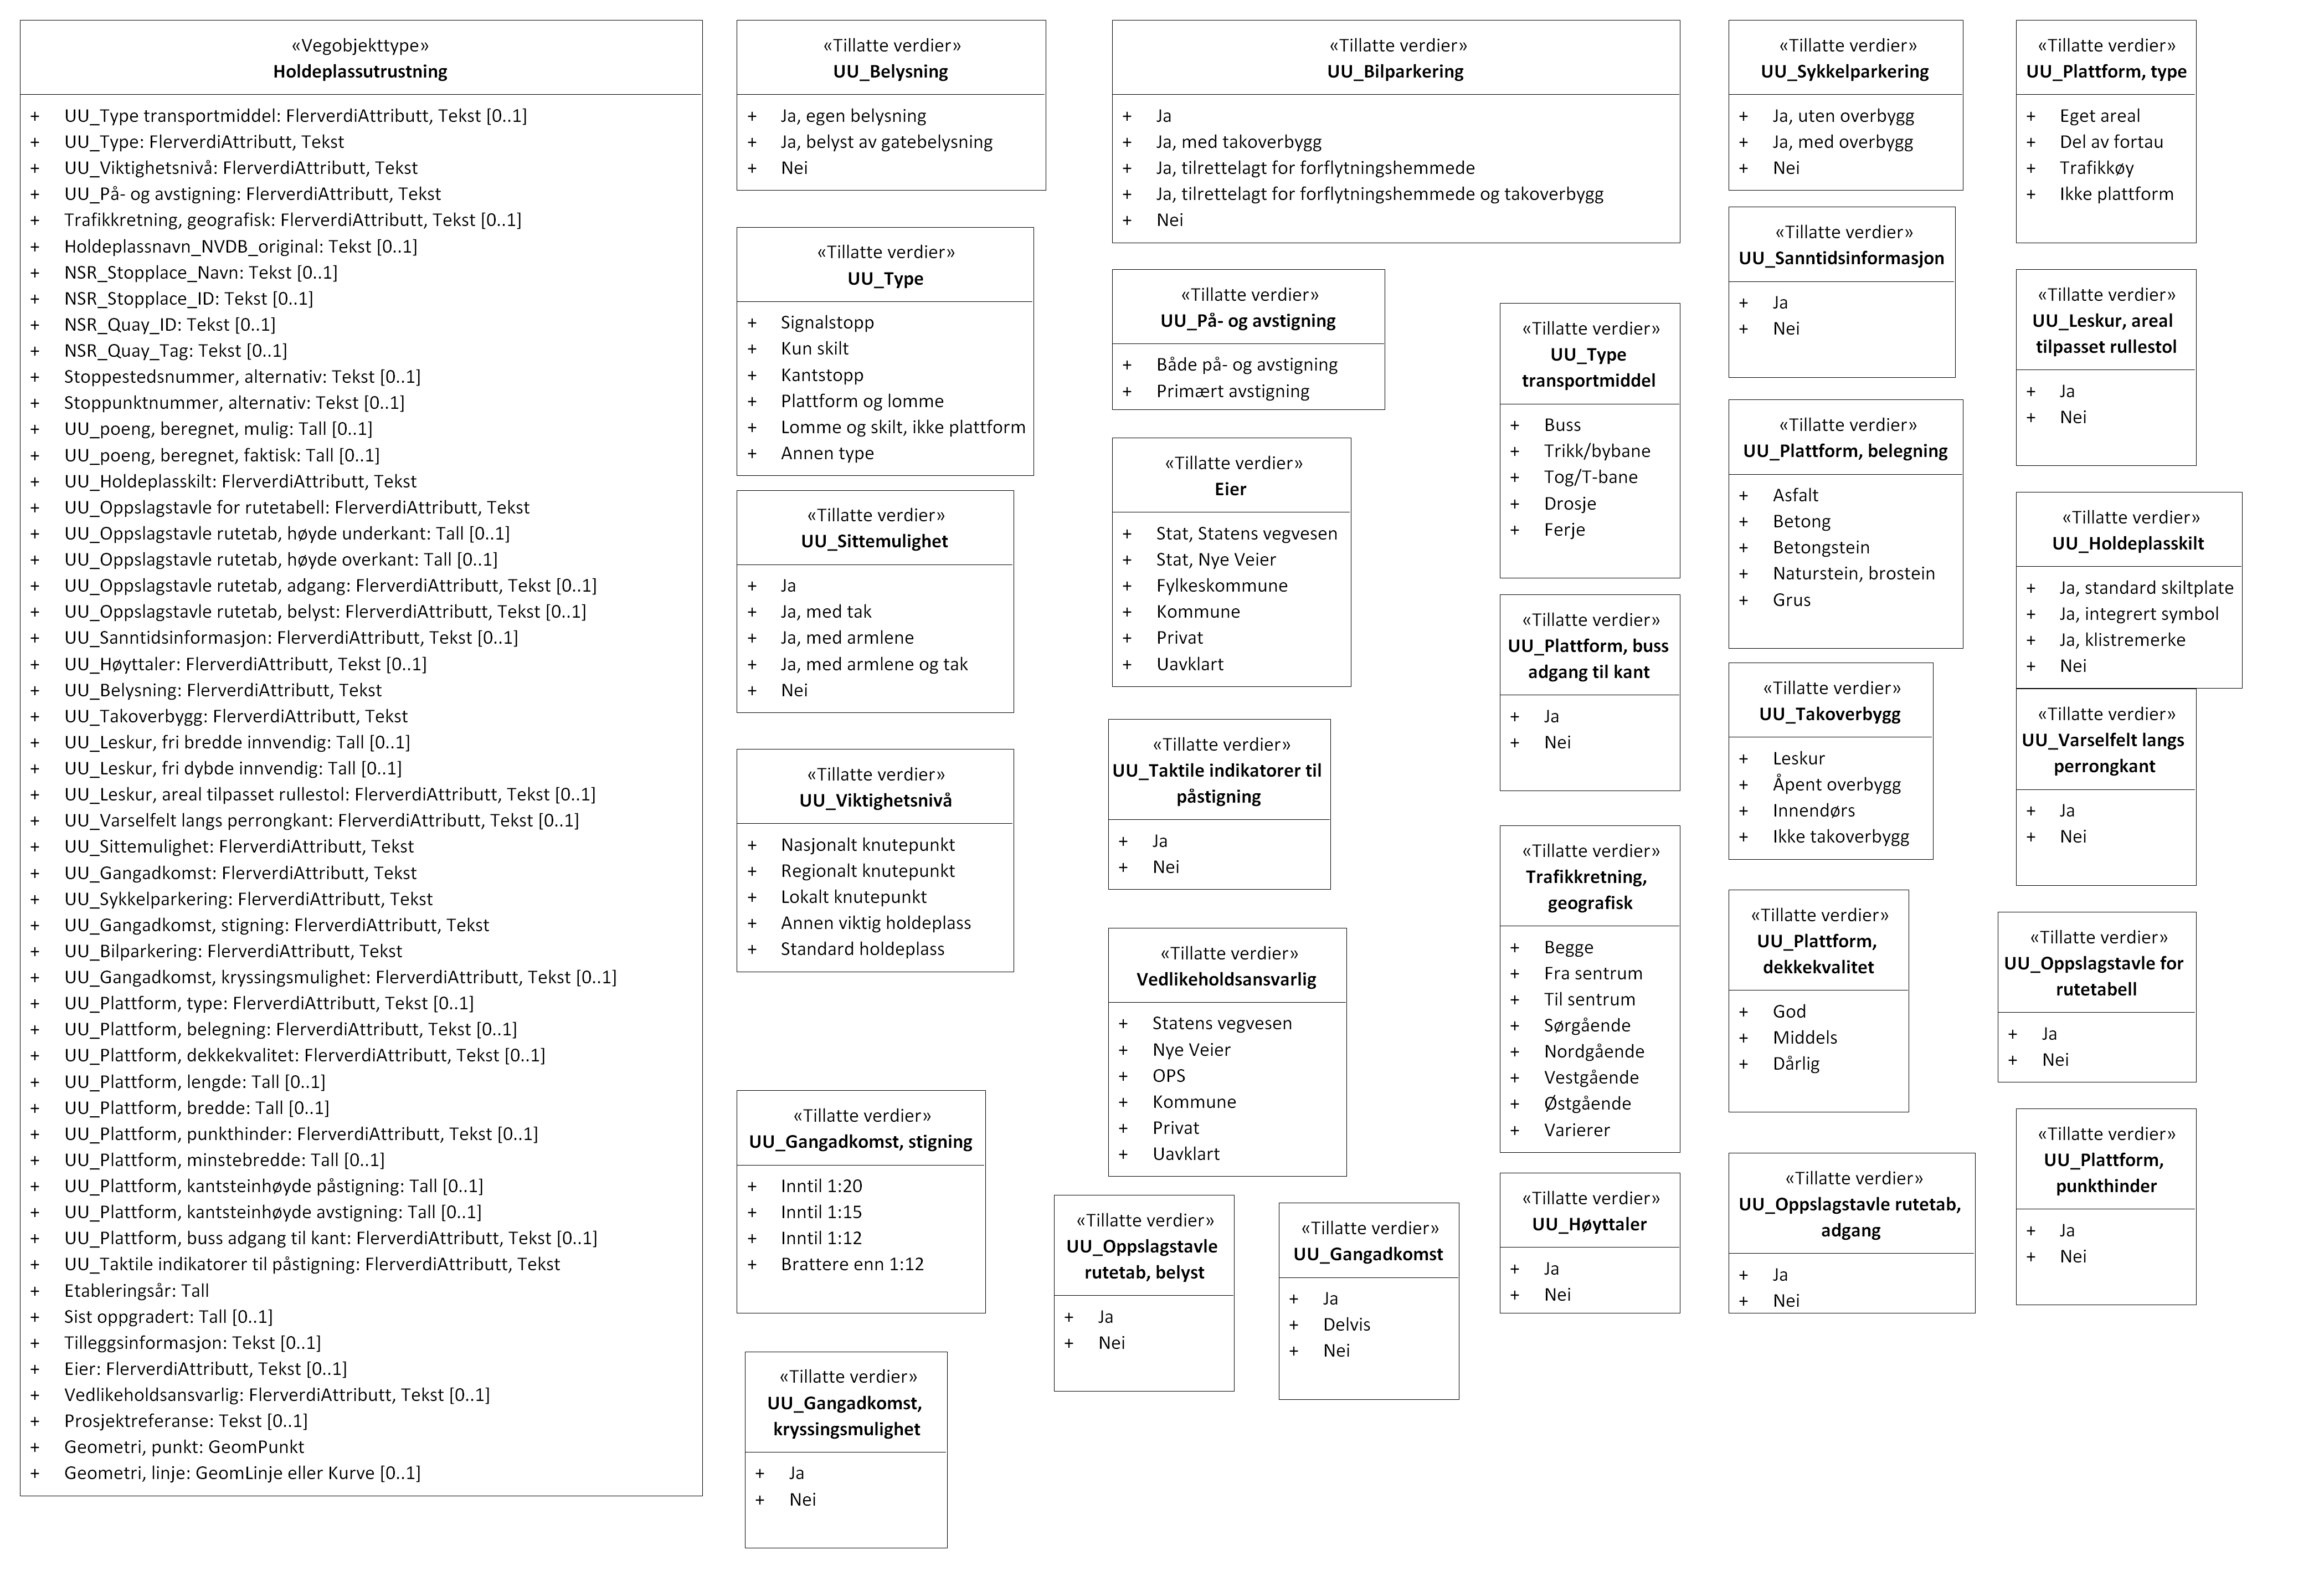 «Vegobjekttype»
Holdeplassutrustning
+ UU_Type transportmiddel: FlerverdiAttributt, Tekst [0..1]
+ UU_Type: FlerverdiAttributt, Tekst
+ UU_Viktighetsnivå: FlerverdiAttributt, Tekst
+ UU_På- og avstigning: FlerverdiAttributt, Tekst
+ Trafikkretning, geografisk: FlerverdiAttributt, Tekst [0..1]
+ Holdeplassnavn_NVDB_original: Tekst [0..1]
+ NSR_Stopplace_Navn: Tekst [0..1]
+ NSR_Stopplace_ID: Tekst [0..1]
+ NSR_Quay_ID: Tekst [0..1]
+ NSR_Quay_Tag: Tekst [0..1]
+ Stoppestedsnummer, alternativ: Tekst [0..1]
+ Stoppunktnummer, alternativ: Tekst [0..1]
+ UU_poeng, beregnet, mulig: Tall [0..1]
+ UU_poeng, beregnet, faktisk: Tall [0..1]
+ UU_Holdeplasskilt: FlerverdiAttributt, Tekst
+ UU_Oppslagstavle for rutetabell: FlerverdiAttributt, Tekst
+ UU_Oppslagstavle rutetab, høyde underkant: Tall [0..1]
+ UU_Oppslagstavle rutetab, høyde overkant: Tall [0..1]
+ UU_Oppslagstavle rutetab, adgang: FlerverdiAttributt, Tekst [0..1]
+ UU_Oppslagstavle rutetab, belyst: FlerverdiAttributt, Tekst [0..1]
+ UU_Sanntidsinformasjon: FlerverdiAttributt, Tekst [0..1]
+ UU_Høyttaler: FlerverdiAttributt, Tekst [0..1]
+ UU_Belysning: FlerverdiAttributt, Tekst
+ UU_Takoverbygg: FlerverdiAttributt, Tekst
+ UU_Leskur, fri bredde innvendig: Tall [0..1]
+ UU_Leskur, fri dybde innvendig: Tall [0..1]
+ UU_Leskur, areal tilpasset rullestol: FlerverdiAttributt, Tekst [0..1]
+ UU_Varselfelt langs perrongkant: FlerverdiAttributt, Tekst [0..1]
+ UU_Sittemulighet: FlerverdiAttributt, Tekst
+ UU_Gangadkomst: FlerverdiAttributt, Tekst
+ UU_Sykkelparkering: FlerverdiAttributt, Tekst
+ UU_Gangadkomst, stigning: FlerverdiAttributt, Tekst
+ UU_Bilparkering: FlerverdiAttributt, Tekst
+ UU_Gangadkomst, kryssingsmulighet: FlerverdiAttributt, Tekst [0..1]
+ UU_Plattform, type: FlerverdiAttributt, Tekst [0..1]
+ UU_Plattform, belegning: FlerverdiAttributt, Tekst [0..1]
+ UU_Plattform, dekkekvalitet: FlerverdiAttributt, Tekst [0..1]
+ UU_Plattform, lengde: Tall [0..1]
+ UU_Plattform, bredde: Tall [0..1]
+ UU_Plattform, punkthinder: FlerverdiAttributt, Tekst [0..1]
+ UU_Plattform, minstebredde: Tall [0..1]
+ UU_Plattform, kantsteinhøyde påstigning: Tall [0..1]
+ UU_Plattform, kantsteinhøyde avstigning: Tall [0..1]
+ UU_Plattform, buss adgang til kant: FlerverdiAttributt, Tekst [0..1]
+ UU_Taktile indikatorer til påstigning: FlerverdiAttributt, Tekst
+ Etableringsår: Tall
+ Sist oppgradert: Tall [0..1]
+ Tilleggsinformasjon: Tekst [0..1]
+ Eier: FlerverdiAttributt, Tekst [0..1]
+ Vedlikeholdsansvarlig: FlerverdiAttributt, Tekst [0..1]
+ Prosjektreferanse: Tekst [0..1]
+ Geometri, punkt: GeomPunkt
+ Geometri, linje: GeomLinje eller Kurve [0..1]
«Tillatte verdier»
UU_Belysning
+ Ja, egen belysning
+ Ja, belyst av gatebelysning
+ Nei
«Tillatte verdier»
UU_Type
+ Signalstopp
+ Kun skilt
+ Kantstopp
+ Plattform og lomme
+ Lomme og skilt, ikke plattform
+ Annen type
«Tillatte verdier»
UU_Sittemulighet
+ Ja
+ Ja, med tak
+ Ja, med armlene
+ Ja, med armlene og tak
+ Nei
«Tillatte verdier»
UU_Viktighetsnivå
+ Nasjonalt knutepunkt
+ Regionalt knutepunkt
+ Lokalt knutepunkt
+ Annen viktig holdeplass
+ Standard holdeplass
«Tillatte verdier»
UU_Gangadkomst, stigning
+ Inntil 1:20
+ Inntil 1:15
+ Inntil 1:12
+ Brattere enn 1:12
«Tillatte verdier»
UU_Gangadkomst,
kryssingsmulighet
+ Ja
+ Nei
«Tillatte verdier»
UU_Bilparkering
+ Ja
+ Ja, med takoverbygg
+ Ja, tilrettelagt for forflytningshemmede
+ Ja, tilrettelagt for forflytningshemmede og takoverbygg
+ Nei
«Tillatte verdier»
UU_På- og avstigning
+ Både på- og avstigning
+ Primært avstigning
«Tillatte verdier»
Eier
+ Stat, Statens vegvesen
+ Stat, Nye Veier
+ Fylkeskommune
+ Kommune
+ Privat
+ Uavklart
«Tillatte verdier»
UU_Taktile indikatorer til
påstigning
+ Ja
+ Nei
«Tillatte verdier»
Vedlikeholdsansvarlig
+ Statens vegvesen
+ Nye Veier
+ OPS
+ Kommune
+ Privat
+ Uavklart
«Tillatte verdier»
UU_Oppslagstavle
rutetab, belyst
+ Ja
+ Nei
«Tillatte verdier»
UU_Gangadkomst
+ Ja
+ Delvis
+ Nei
«Tillatte verdier»
UU_Type
transportmiddel
+ Buss
+ Trikk/bybane
+ Tog/T-bane
+ Drosje
+ Ferje
«Tillatte verdier»
UU_Plattform, buss
adgang til kant
+ Ja
+ Nei
«Tillatte verdier»
Trafikkretning,
geografisk
+ Begge
+ Fra sentrum
+ Til sentrum
+ Sørgående
+ Nordgående
+ Vestgående
+ Østgående
+ Varierer
«Tillatte verdier»
UU_Høyttaler
+ Ja
+ Nei
«Tillatte verdier»
UU_Sykkelparkering
+ Ja, uten overbygg
+ Ja, med overbygg
+ Nei
«Tillatte verdier»
UU_Sanntidsinformasjon
+ Ja
+ Nei
«Tillatte verdier»
UU_Plattform, belegning
+ Asfalt
+ Betong
+ Betongstein
+ Naturstein, brostein
+ Grus
«Tillatte verdier»
UU_Takoverbygg
+ Leskur
+ Åpent overbygg
+ Innendørs
+ Ikke takoverbygg
«Tillatte verdier»
UU_Plattform,
dekkekvalitet
+ God
+ Middels
+ Dårlig
«Tillatte verdier»
UU_Oppslagstavle rutetab,
adgang
+ Ja
+ Nei
«Tillatte verdier»
UU_Plattform, type
+ Eget areal
+ Del av fortau
+ Trafikkøy
+ Ikke plattform
«Tillatte verdier»
UU_Leskur, areal
tilpasset rullestol
+ Ja
+ Nei
«Tillatte verdier»
UU_Holdeplasskilt
+ Ja, standard skiltplate
+ Ja, integrert symbol
+ Ja, klistremerke
+ Nei
«Tillatte verdier»
UU_Varselfelt langs
perrongkant
+ Ja
+ Nei
«Tillatte verdier»
UU_Oppslagstavle for
rutetabell
+ Ja
+ Nei
«Tillatte verdier»
UU_Plattform,
punkthinder
+ Ja
+ Nei